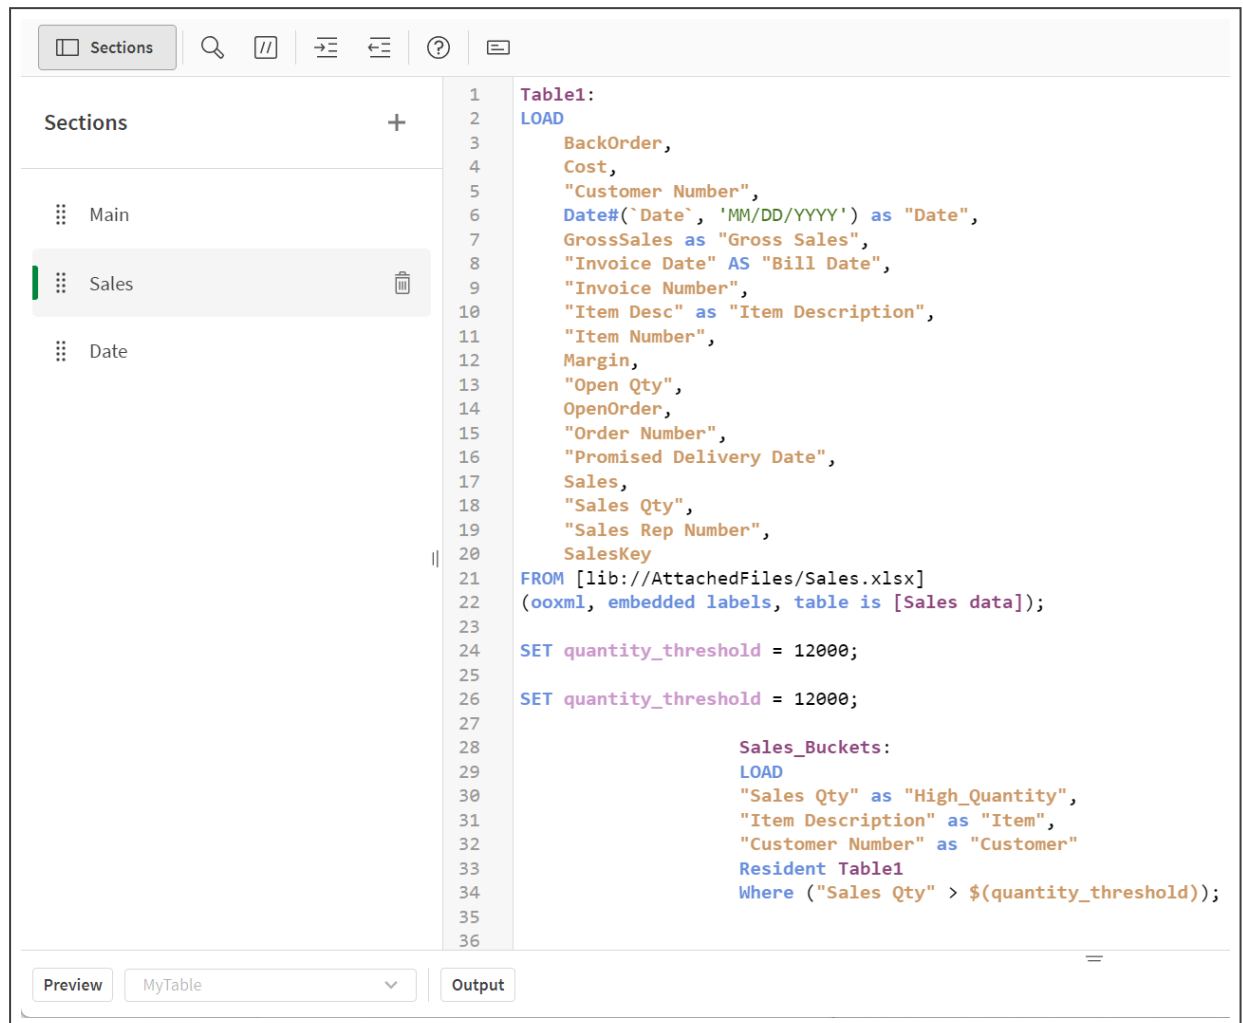 Sections
Sections
Main
Sales
Date
1 Table1:
2 LOAD
3 BackOrder,
4 Cost,
5 "Customer Number",
6 Date#(`Date`, 'MM/DD/YYYY') as "Date",
7 GrossSales as "Gross Sales",
8 "Invoice Date" AS "Bill Date",
9 "Invoice Number",
10 "Item Desc" as "Item Description",
11 "Item Number",
12 Margin,
13 "Open Qty",
14 OpenOrder,
15 "Order Number",
16 "Promised Delivery Date",
17 Sales,
18 "Sales Qty",
19 "Sales Rep Number",
20 SalesKey
21 FROM [lib://AttachedFiles/Sales.xlsx]
22 (ooxml, embedded labels, table is [Sales data]);
23
24 SET quantity_threshold = 12000;
25
26 SET quantity_threshold = 12000;
27
28 Sales_Buckets:
29 LOAD
30 "Sales Qty" as "High_Quantity",
31 "Item Description" as "Item",
32 "Customer Number" as "Customer"
33 Resident Table1
34 Where ("Sales Qty" > $(quantity_threshold));
35
36
Preview MyTable Output